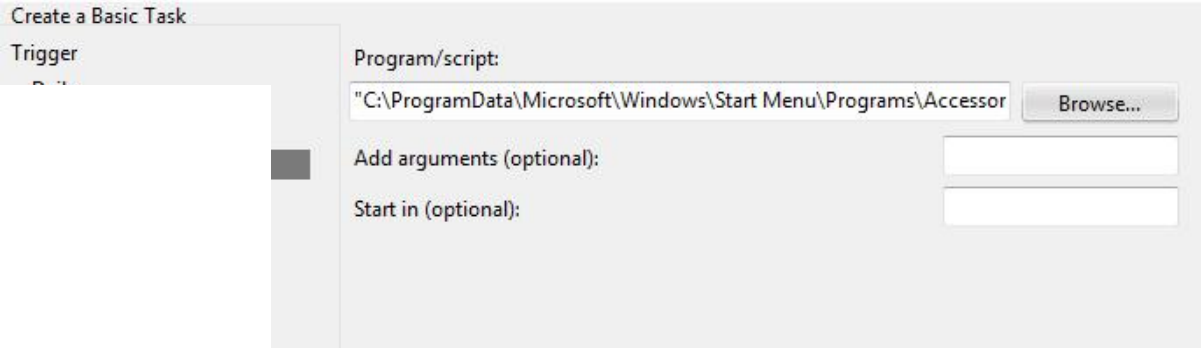 Create a Basic Task
Trigger
Program/script:
"C:\ProgramData\Microsoft\Windows\Start Menu\Programs\Accessor
Browse...
Add arguments (optional):
Start in (optional):